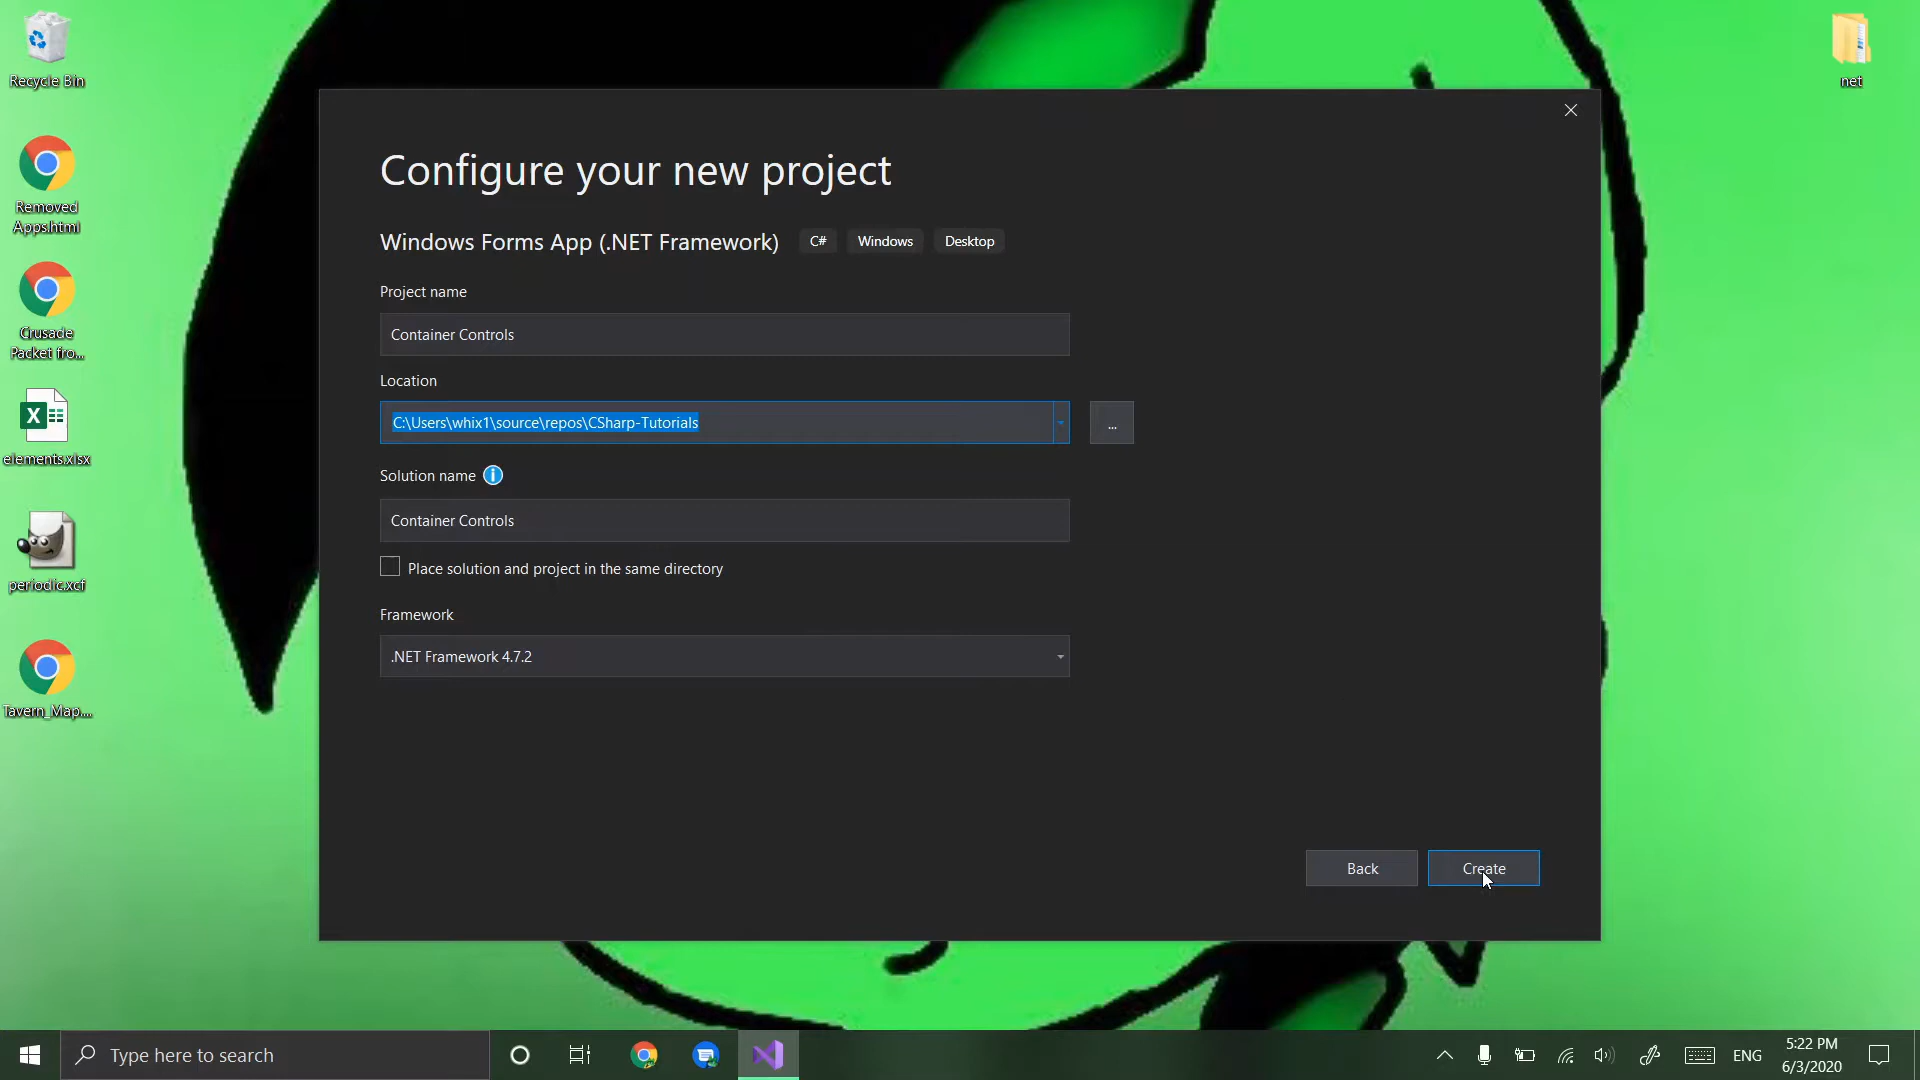 Recycle Bin
Removed
Apps.html
Crusade
Packet fro...
elements.xlsx
periodic.xcf
Tavern_Map....
net
Configure your new project
Windows Forms App (.NET Framework) C# Windows Desktop
Project name
Container Controls
Location
C:\Users\whix1\source\repos\CSharp-Tutorials
...
Solution name
Container Controls
Place solution and project in the same directory
Framework
.NET Framework 4.7.2
Back Create
Type here to search
ENG
5:22 PM
6/3/2020